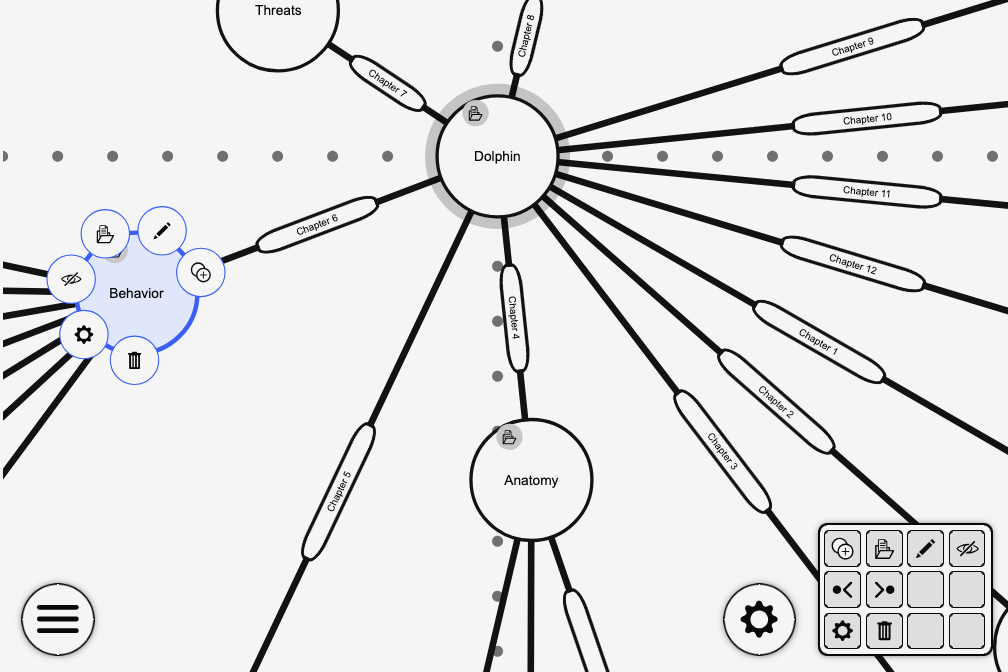 Threats
Chapter 8
Chapter 9
Chapter 7
Chapter 10
Dolphin
Chapter 11
Chapter 6
Chapter 12
Behavior
Chapter 4
Chapter 1
Chapter 2
Chapter 3
Anatomy
Chapter 5